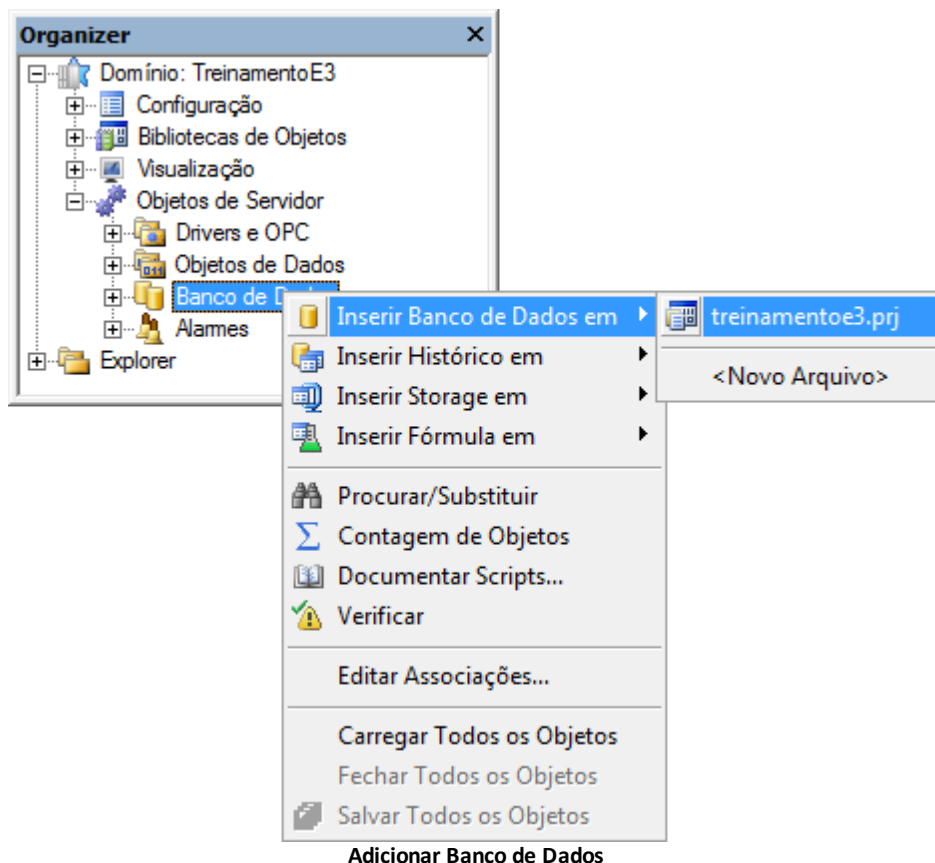 Organizer
Domínio: TreinamentoE3
Configuração
Bibliotecas de Objetos
Visualização
Objetos de Servidor
Drivers e OPC
Objetos de Dados
Banco de D
Alarmes
Explorer
Inserir Banco de Dados em
Inserir Histórico em
Inserir Storage em
Inserir Fórmula em
Procurar/Substituir
Contagem de Objetos
Documentar Scripts...
Verificar
Editar Associações...
Carregar Todos os Objetos
Fechar Todos os Objetos
Salvar Todos os Objetos
treinamentoe3.prj
<Novo Arquivo>
Adicionar Banco de Dados